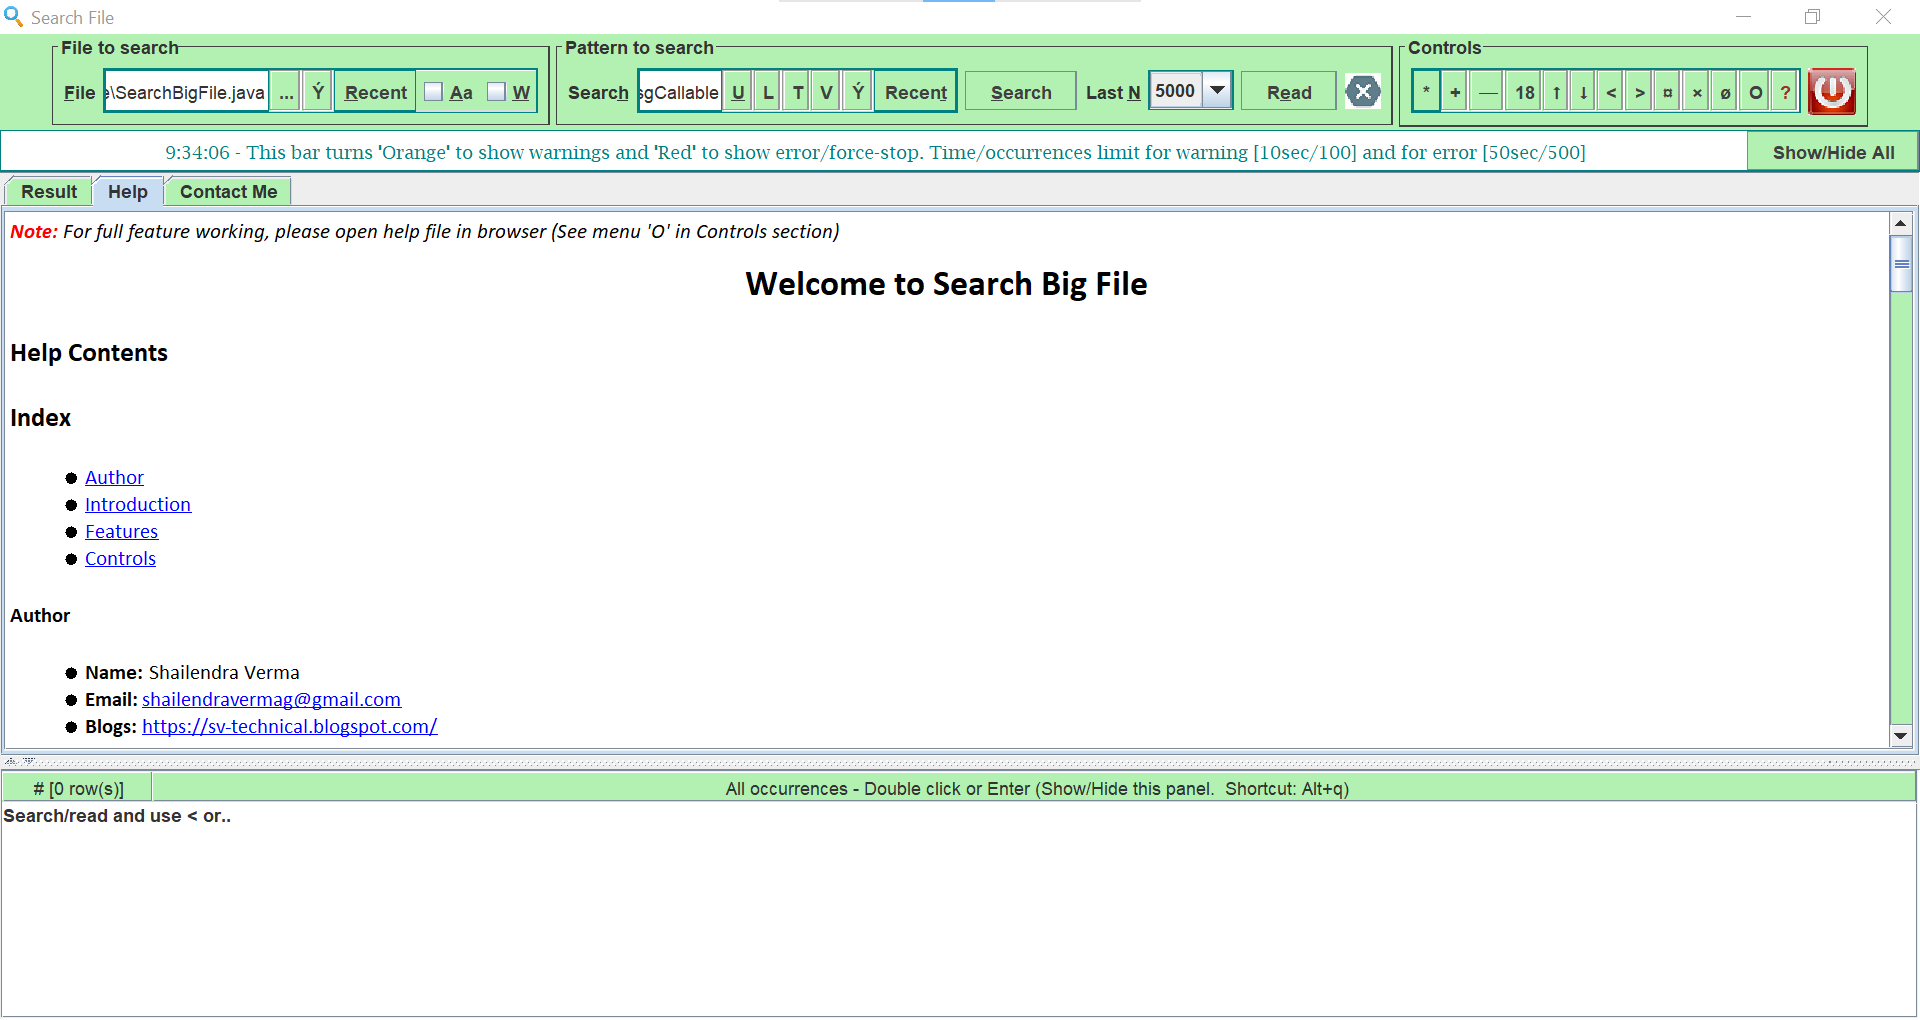 Search File
File to search
Pattern to search
Controls
File e\SearchBigFile.java ... Ý Recent Aa W
Search sgCallable U L T V Ý Recent Search Last N 5000 Read
* + — 18 ↑ ↓ < > ¤ × ø O ?
9:34:06 - This bar turns 'Orange' to show warnings and 'Red' to show error/force-stop. Time/occurrences limit for warning [10sec/100] and for error [50sec/500]
Show/Hide All
Result Help Contact Me
Note: For full feature working, please open help file in browser (See menu 'O' in Controls section)
Welcome to Search Big File
Help Contents
Index
Author
Introduction
Features
Controls
Author
Name: Shailendra Verma
Email: shailendravermag@gmail.com
Blogs: https://sv-technical.blogspot.com/
# [0 row(s)]
All occurrences - Double click or Enter (Show/Hide this panel. Shortcut: Alt+q)
Search/read and use < or..